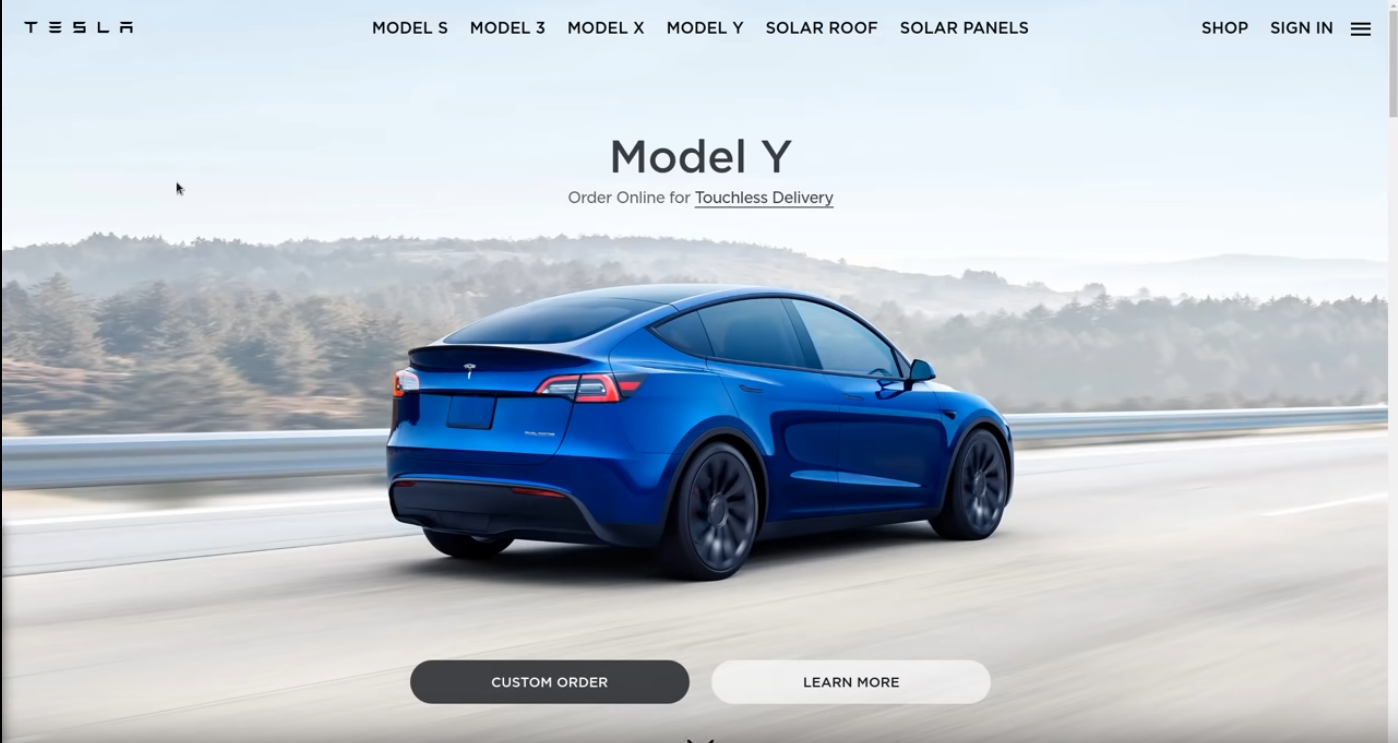 TESLA MODEL S MODEL 3 MODEL X MODEL Y SOLAR ROOF SOLAR PANELS SHOP SIGN IN
Model Y
Order Online for Touchless Delivery
CUSTOM ORDER LEARN MORE